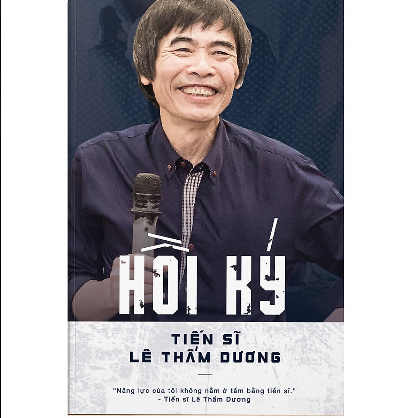 HỒI KÝ
TIẾN SĨ
LÊ THẨM DƯƠNG
"Năng lực của tôi không nằm ở tấm bằng tiến sĩ."
- Tiến sĩ Lê Thẩm Dương